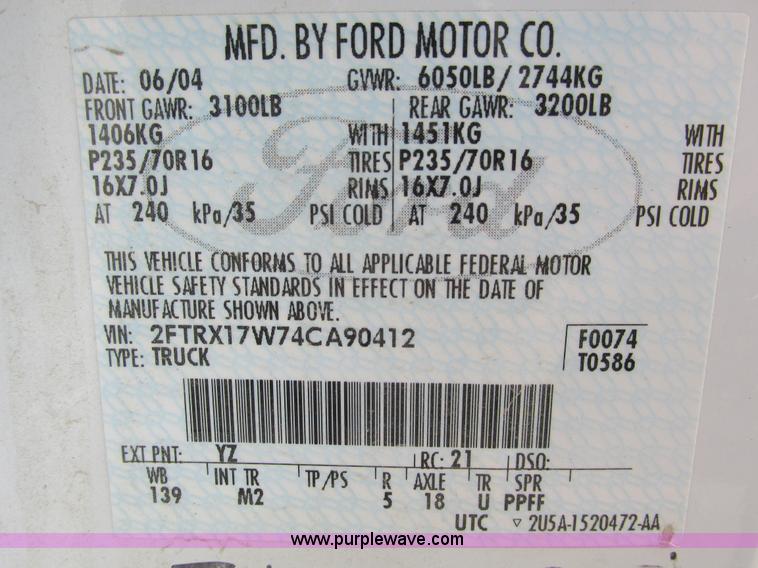 MFD. BY FORD MOTOR CO.
DATE: 06/04 GVWR: 6050LB/ 2744KG
FRONT GAWR: 3100LB REAR GAWR: 3200LB
1406KG WITH 1451KG WITH
P235/70R16 TIRES P235/70R16 TIRES
16X7.0J RIMS 16X7.0J RIMS
AT 240 kPa/35 PSI COLD AT 240 kPa/35 PSI COLD
Ford
THIS VEHICLE CONFORMS TO ALL APPLICABLE FEDERAL MOTOR
VEHICLE SAFETY STANDARDS IN EFFECT ON THE DATE OF
MANUFACTURE SHOWN ABOVE.
VIN: 2FTRX17W74CA90412 F0074
TYPE: TRUCK T0586
EXT PNT: YZ RC: 21 DSO:
WB INT TR TP/PS R AXLE TR SPR
139 M2 5 18 U PPFF
UTC ▽ 2U5A-1520472-AA
www.purplewave.com